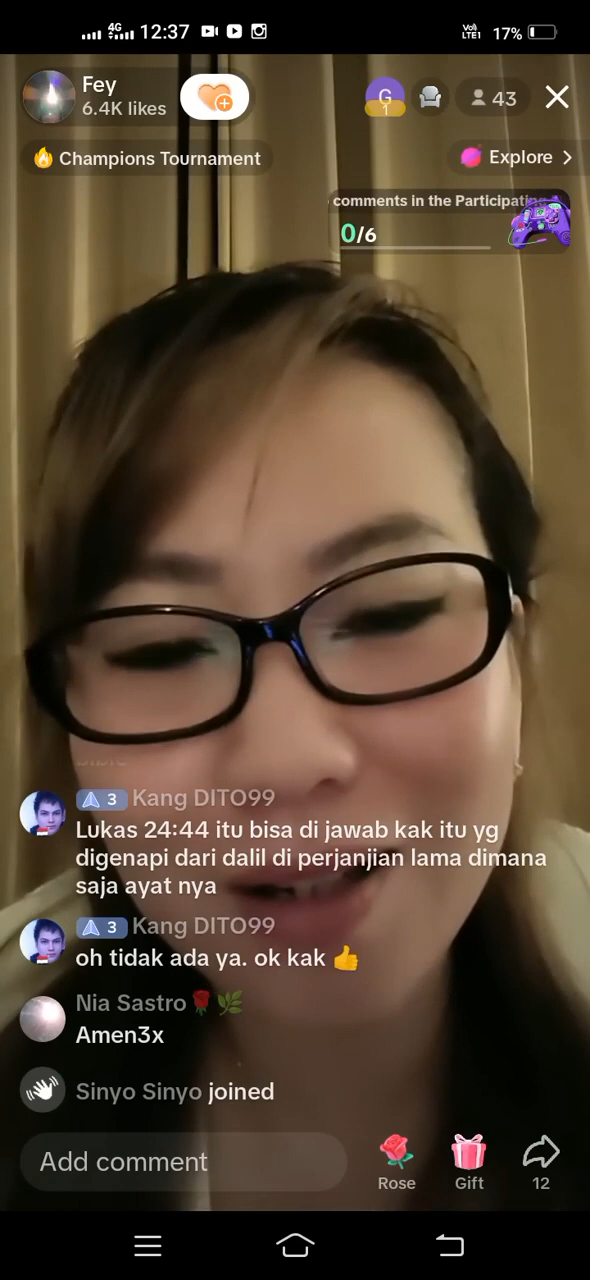 4G 12:37 VoI) LTE1 17%
Fey
6.4K likes
G
1
43
Champions Tournament
Explore >
comments in the Participati
0/6
Kang DITO99
3
Lukas 24:44 itu bisa di jawab kak itu yg
digenapi dari dalil di perjanjian lama dimana
saja ayat nya
3 Kang DITO99
oh tidak ada ya. ok kak 👍
Nia Sastro🌹🌿
Amen3x
Sinyo Sinyo joined
Add comment
Rose
Gift
12